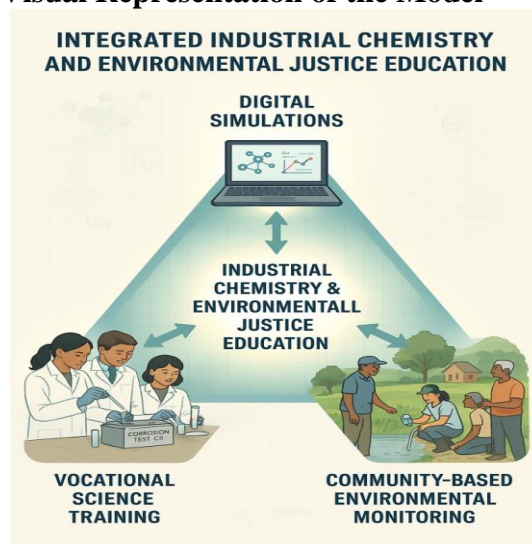 Visual Representation of the Model
INTEGRATED INDUSTRIAL CHEMISTRY
AND ENVIRONMENTAL JUSTICE EDUCATION
DIGITAL
SIMULATIONS
INDUSTRIAL
CHEMISTRY &
ENVIRONMENTALL
JUSTICE
EDUCATION
CORROSION
VOCATIONAL
SCIENCE
TRAINING
COMMUNITY-BASED
ENVIRONMENTAL
MONITORING